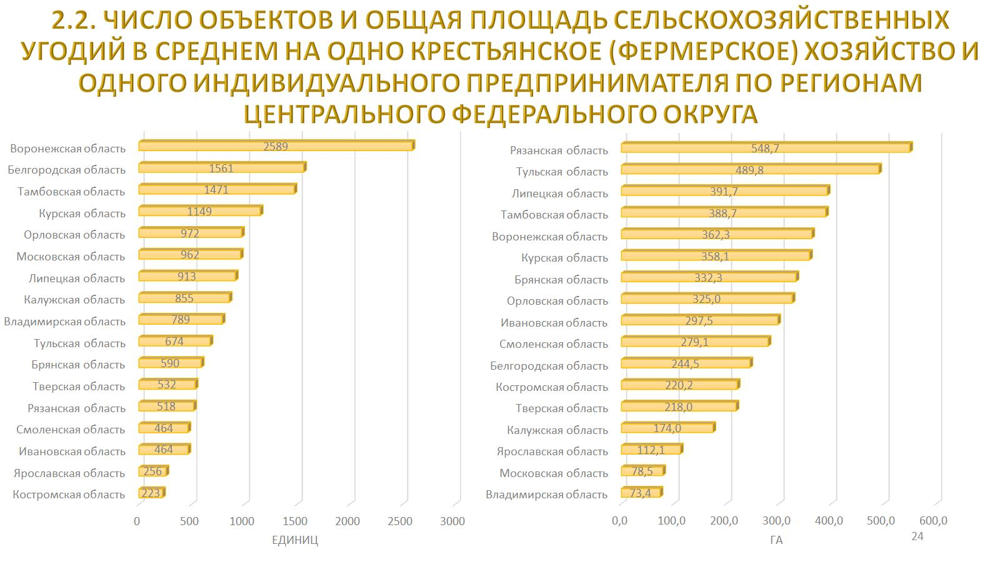 2.2. ЧИСЛО ОБЪЕКТОВ И ОБЩАЯ ПЛОЩАДЬ СЕЛЬСКОХОЗЯЙСТВЕННЫХ
УГОДИЙ В СРЕДНЕМ НА ОДНО КРЕСТЬЯНСКОЕ (ФЕРМЕРСКОЕ) ХОЗЯЙСТВО И
ОДНОГО ИНДИВИДУАЛЬНОГО ПРЕДПРИНИМАТЕЛЯ ПО РЕГИОНАМ
ЦЕНТРАЛЬНОГО ФЕДЕРАЛЬНОГО ОКРУГА
Воронежская область 2589
Белгородская область 1561
Тамбовская область 1471
Курская область 1149
Орловская область 972
Московская область 962
Липецкая область 913
Калужская область 855
Владимирская область 789
Тульская область 674
Брянская область 590
Тверская область 532
Рязанская область 518
Смоленская область 464
Ивановская область 464
Ярославская область 256
Костромская область 223
0 500 1000 1500 2000 2500 3000
ЕДИНИЦ
Рязанская область 548,7
Тульская область 489,8
Липецкая область 391,7
Тамбовская область 388,7
Воронежская область 362,3
Курская область 358,1
Брянская область 332,3
Орловская область 325,0
Ивановская область 297,5
Смоленская область 279,1
Белгородская область 244,5
Костромская область 220,2
Тверская область 218,0
Калужская область 174,0
Ярославская область 112,1
Московская область 78,5
Владимирская область 73,4
0,0 100,0 200,0 300,0 400,0 500,0 600,0
ГА
24